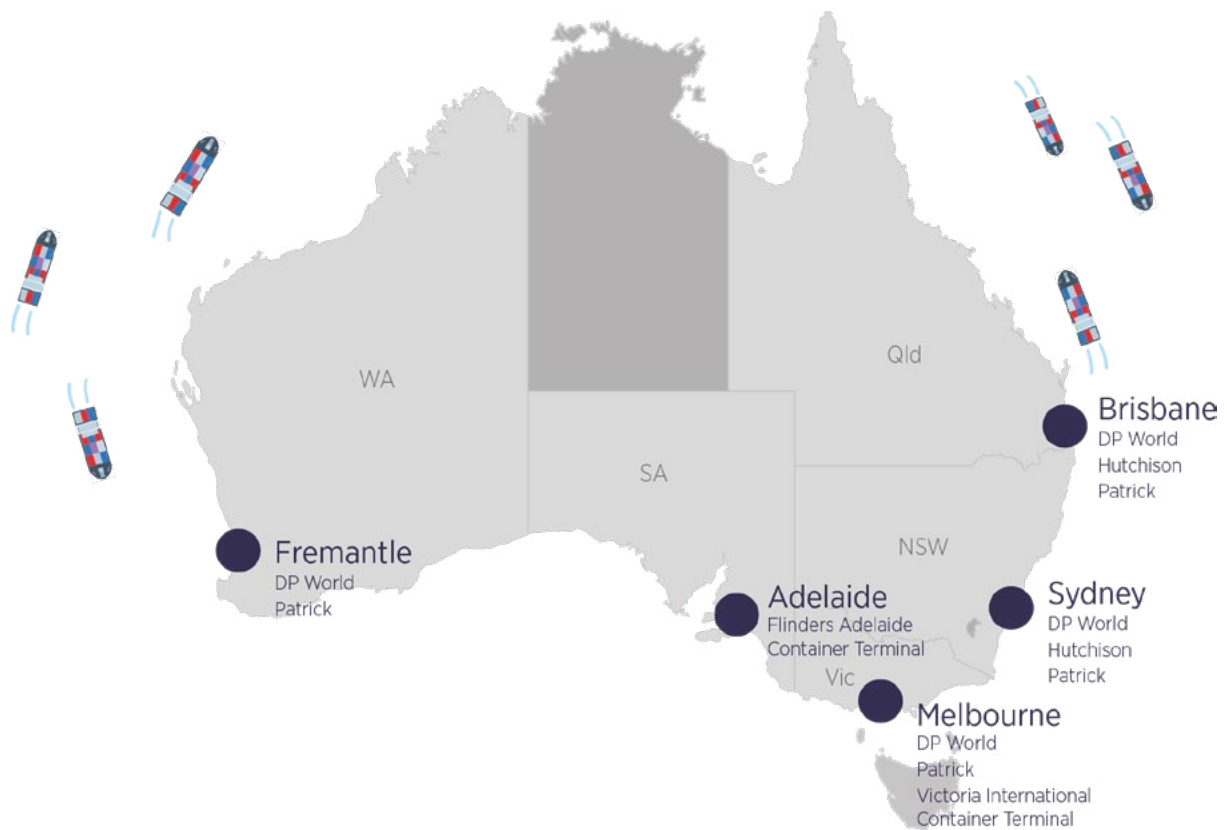 WA
Qld
SA
NSW
Vic
Brisbane
DP World
Hutchison
Patrick
Fremantle
DP World
Patrick
Adelaide
Flinders Adelaide
Container Terminal
Sydney
DP World
Hutchison
Patrick
Melbourne
DP World
Patrick
Victoria International
Container Terminal